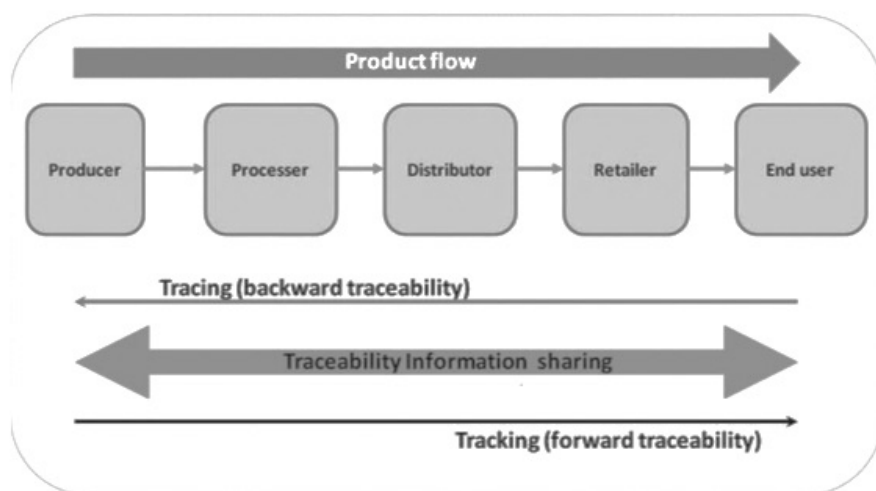 Product flow
Producer
Processer
Distributor
Retailer
End user
Tracing (backward traceability)
Traceability Information sharing
Tracking (forward traceability)